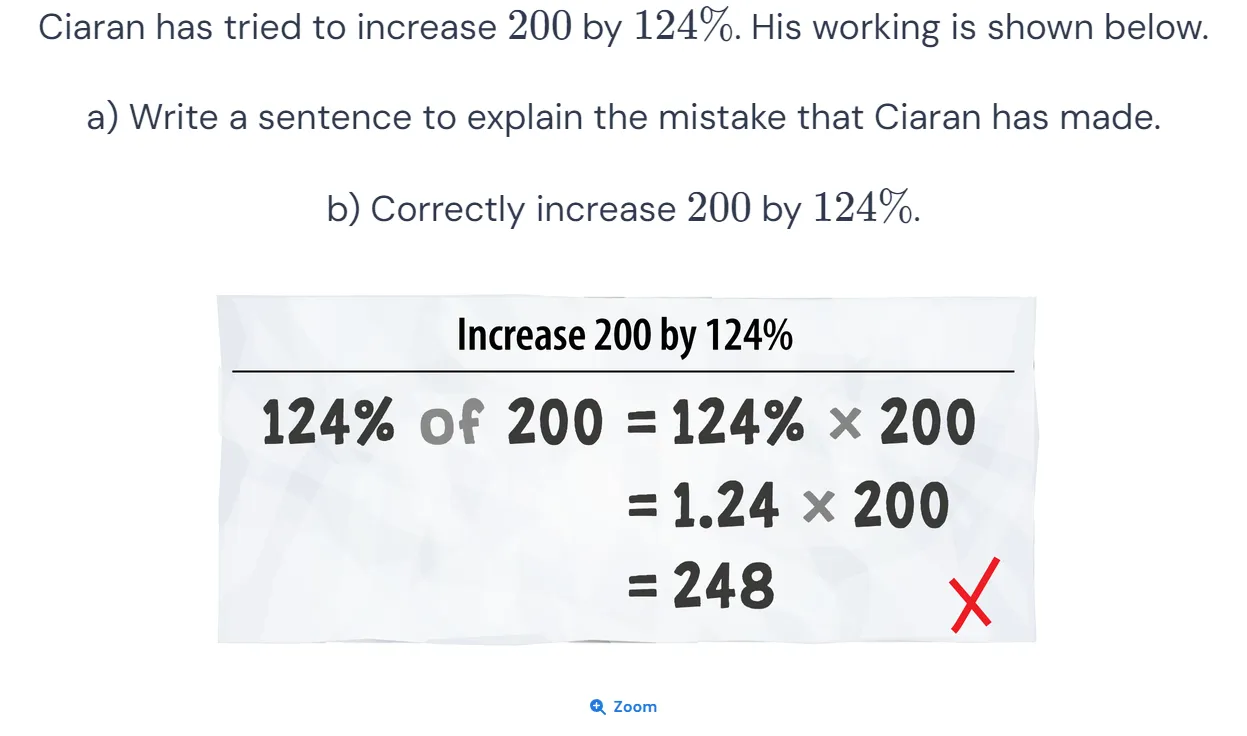 Ciaran has tried to increase 200 by 124%. His working is shown below.
a) Write a sentence to explain the mistake that Ciaran has made.
b) Correctly increase 200 by 124%.
Increase 200 by 124%
124% of 200 = 124% × 200
= 1.24 × 200
= 248
Zoom